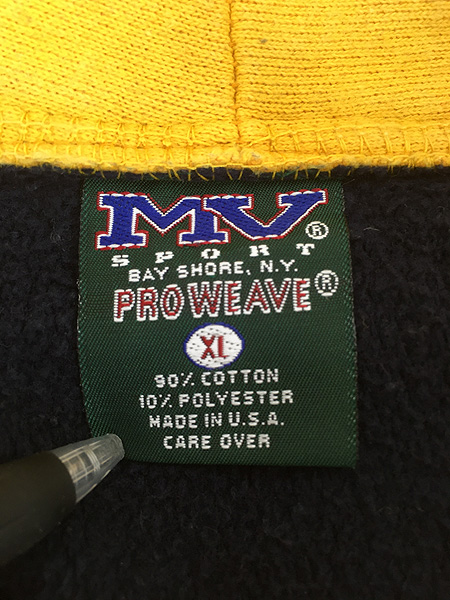 MV®
SPORT
BAY SHORE, N.Y.
PROWEAVE®
XL
90% COTTON
10% POLYESTER
MADE IN U.S.A.
CARE OVER